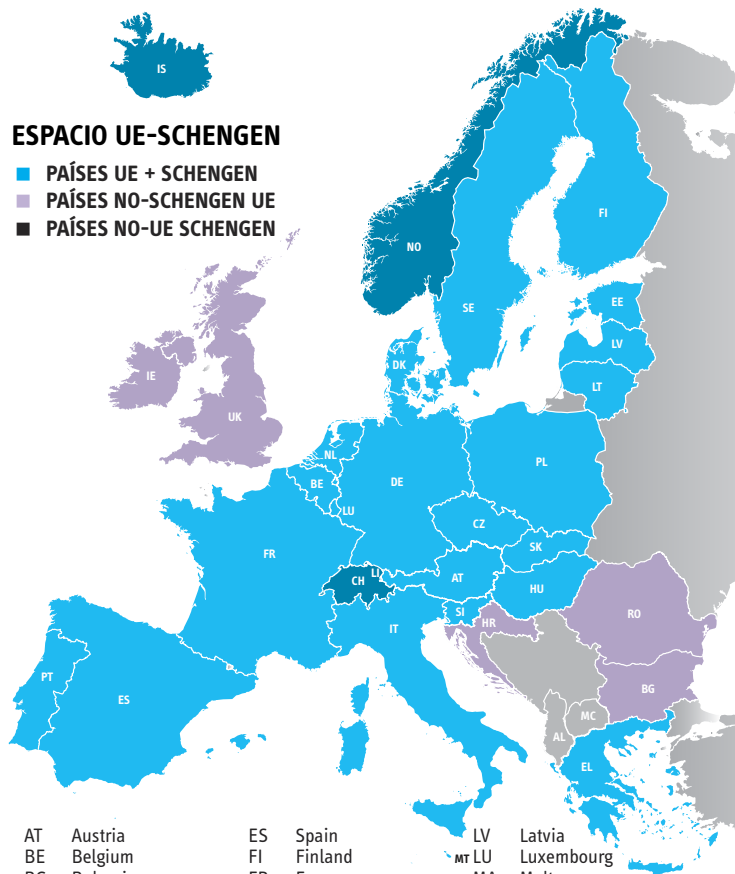 IS
ESPACIO UE-SCHENGEN
PAÍSES UE + SCHENGEN
PAÍSES NO-SCHENGEN UE
PAÍSES NO-UE SCHENGEN
NO
FI
SE
EE
LV
LT
DK
IE
UK
NL
BE
LU
DE
PL
CZ
SK
FR
CH
LI
AT
HU
SI
HR
RO
IT
PT
ES
BG
MC
AL
EL
AT Austria ES Spain LV Latvia
BE Belgium FI Finland MT LU Luxembourg